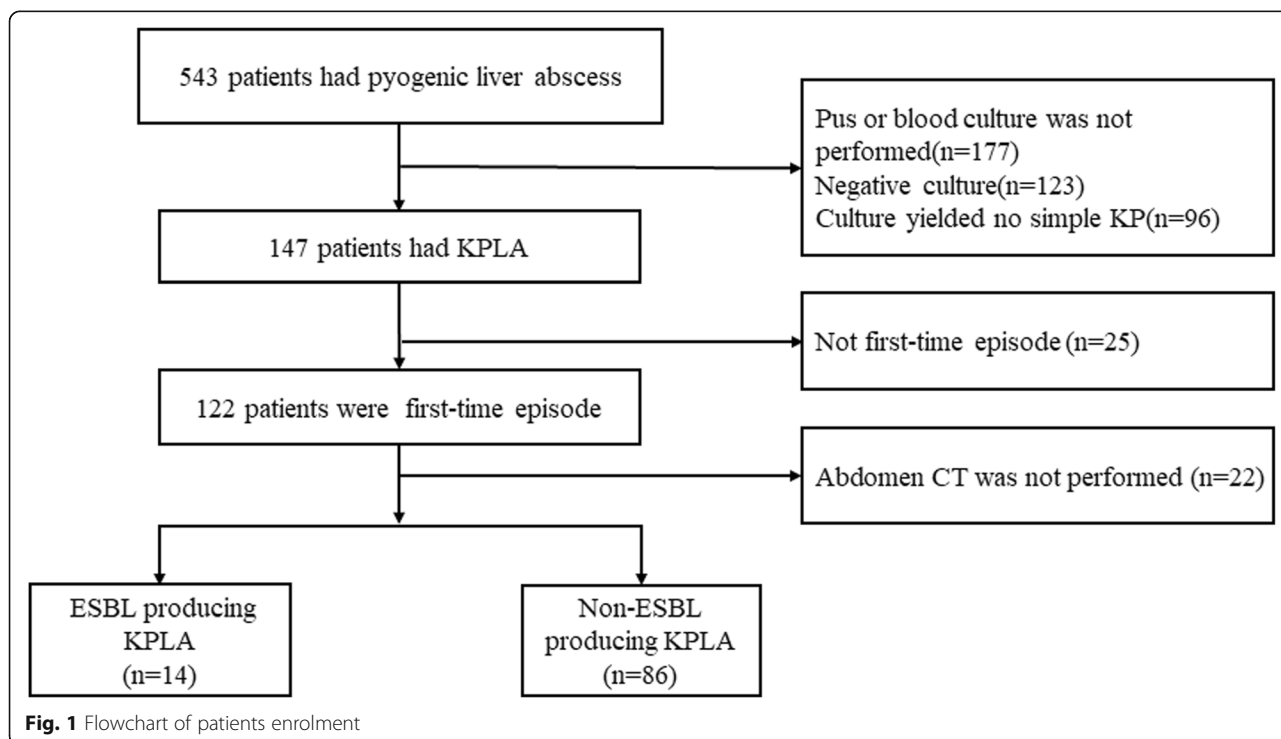 543 patients had pyogenic liver abscess
Pus or blood culture was not
performed(n=177)
Negative culture(n=123)
Culture yielded no simple KP(n=96)
147 patients had KPLA
Not first-time episode (n=25)
122 patients were first-time episode
Abdomen CT was not performed (n=22)
ESBL producing
KPLA
(n=14)
Non-ESBL
producing KPLA
(n=86)
Fig. 1 Flowchart of patients enrolment